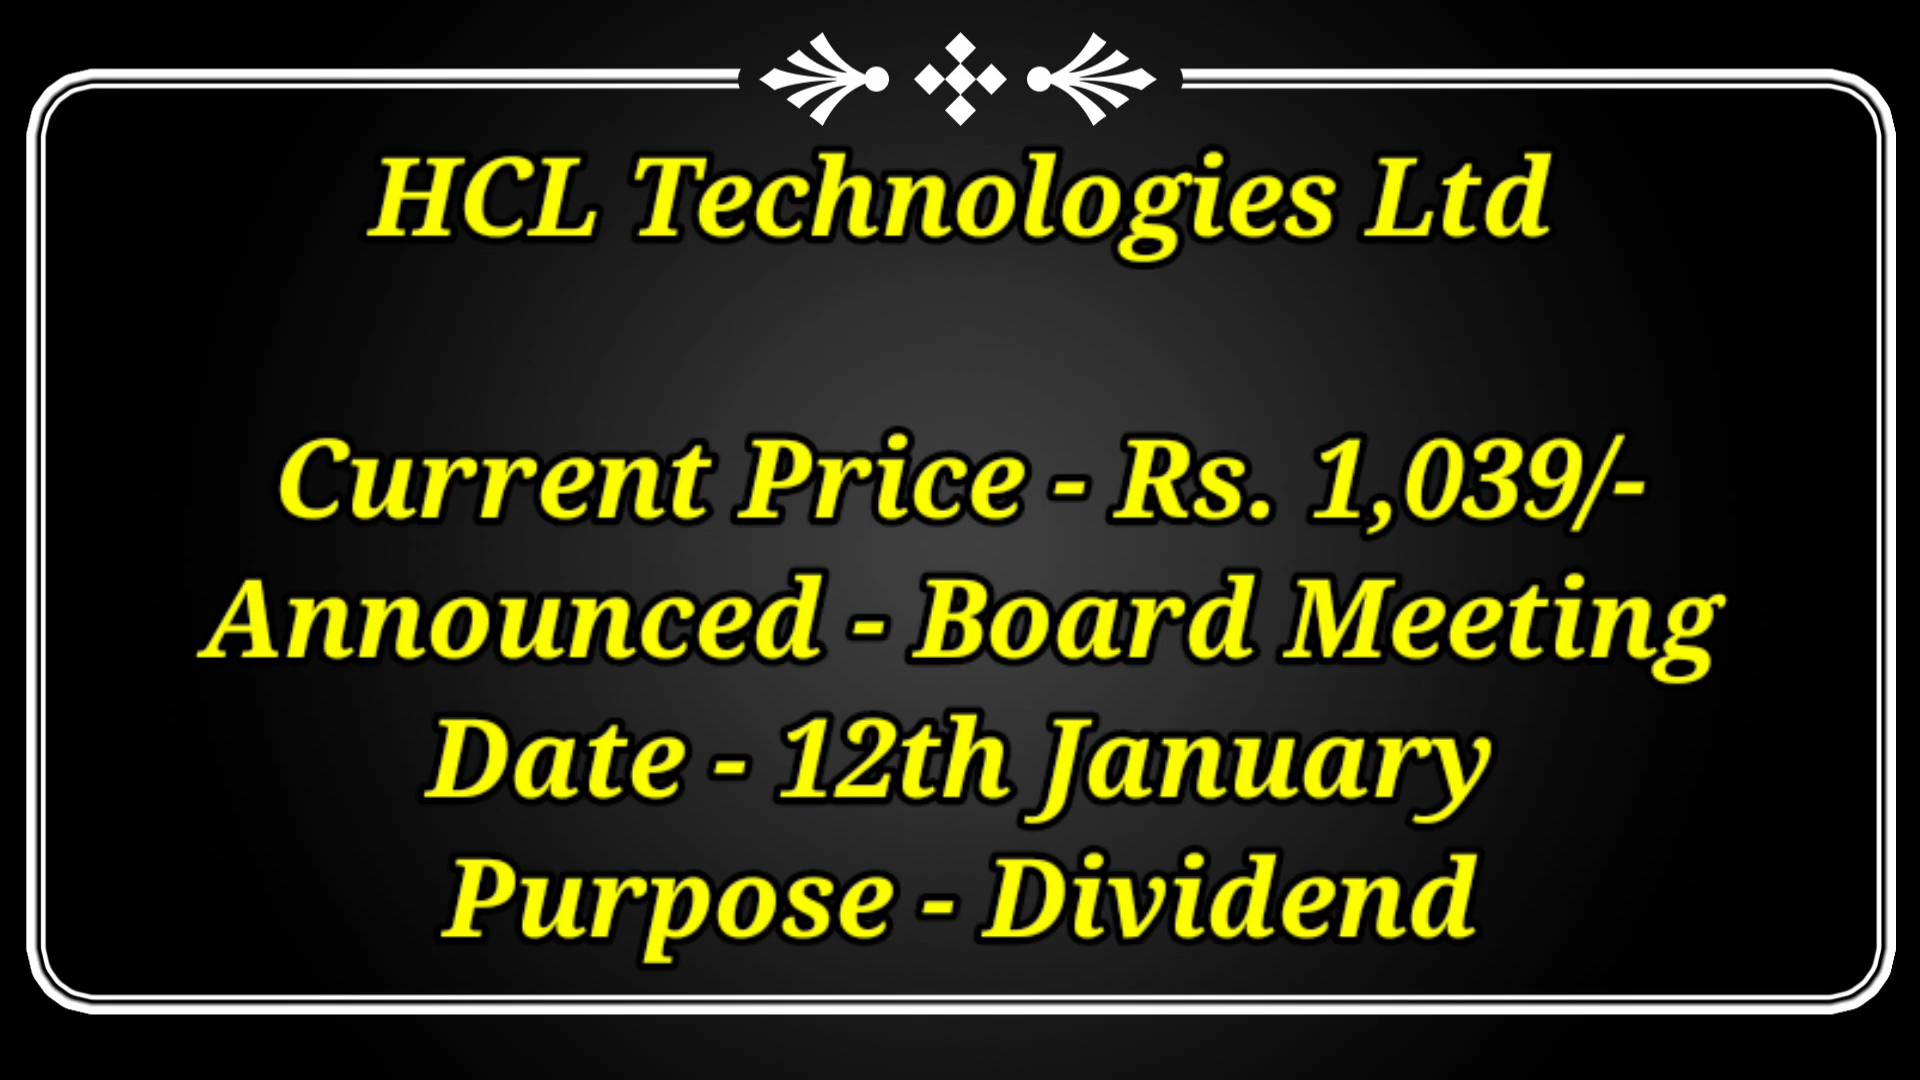 HCL Technologies Ltd
Current Price - Rs. 1,039/-
Announced - Board Meeting
Date - 12th January
Purpose - Dividend